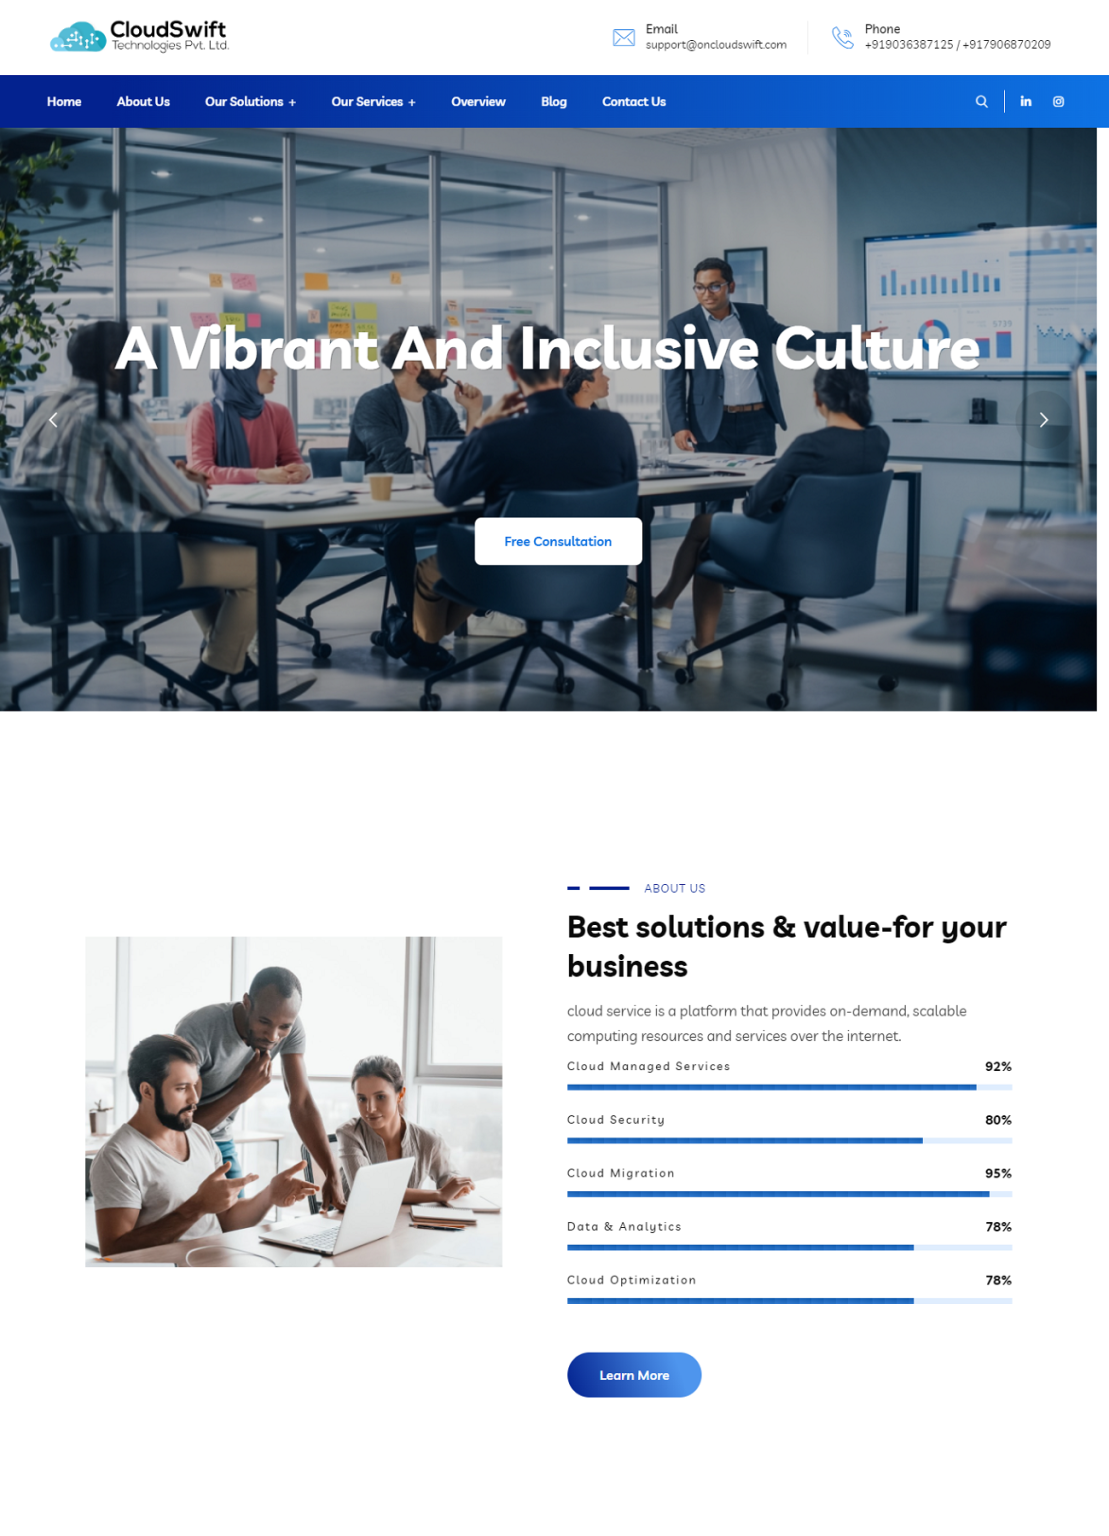 CloudSwift
Technologies Pvt. Ltd.
Email
support@oncloudswift.com
Phone
+919036387125 / +917906870209
Home
About Us
Our Solutions +
Our Services +
Overview
Blog
Contact Us
A Vibrant And Inclusive Culture
Free Consultation
ABOUT US
Best solutions & value-for your
business
cloud service is a platform that provides on-demand, scalable
computing resources and services over the internet.
Cloud Managed Services 92%
Cloud Security 80%
Cloud Migration 95%
Data & Analytics 78%
Cloud Optimization 78%
Learn More